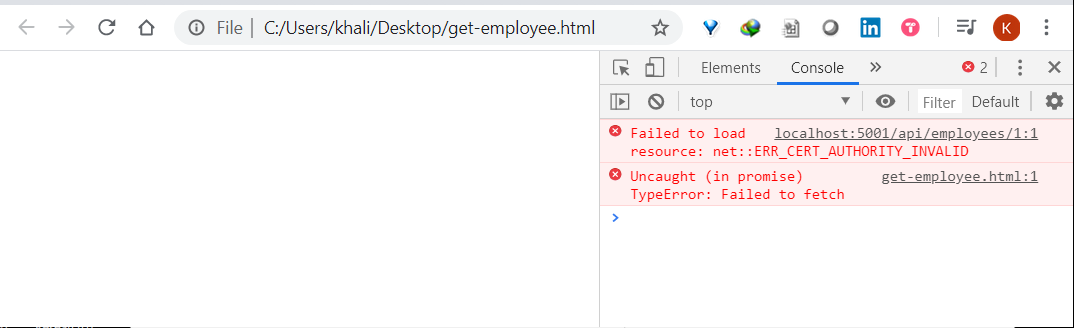 File C:/Users/khali/Desktop/get-employee.html
in
T
K
Elements Console » 2
top Filter Default
Failed to load localhost:5001/api/employees/1:1
resource: net::ERR_CERT_AUTHORITY_INVALID
Uncaught (in promise) get-employee.html:1
TypeError: Failed to fetch
>